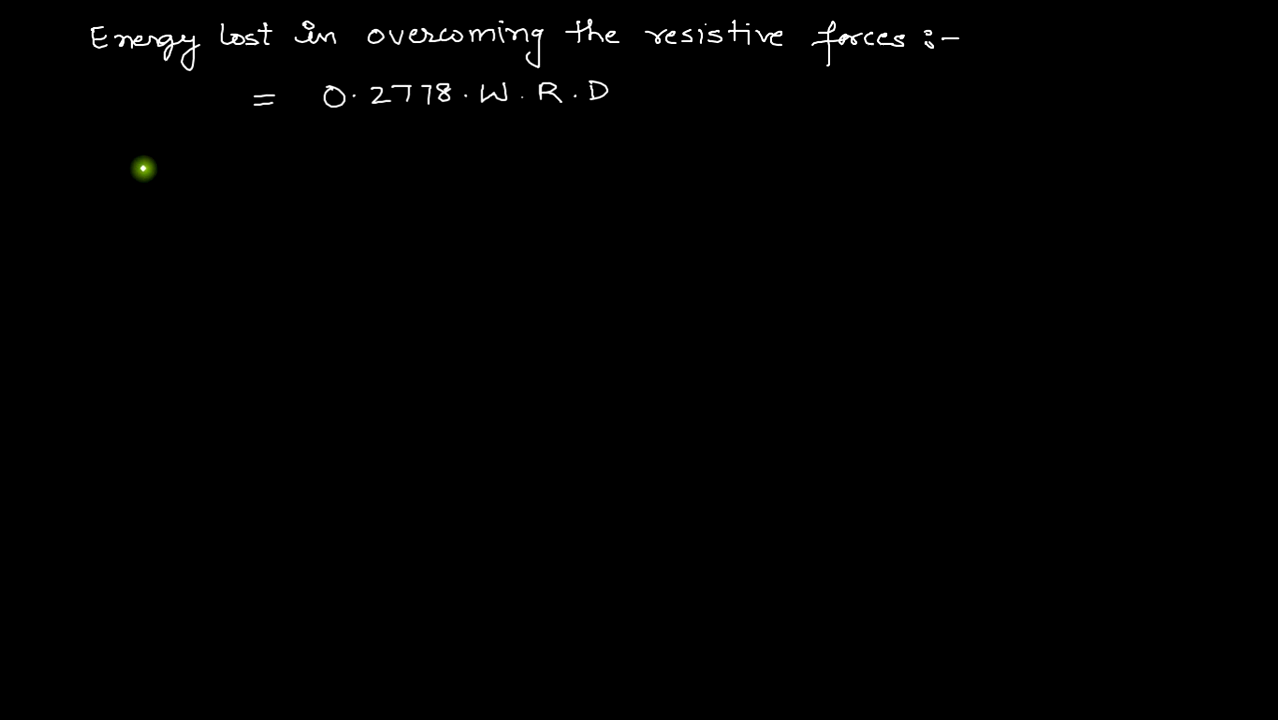 Energy lost in overcoming the resistive forces :-
= 0.2778.W.R.D